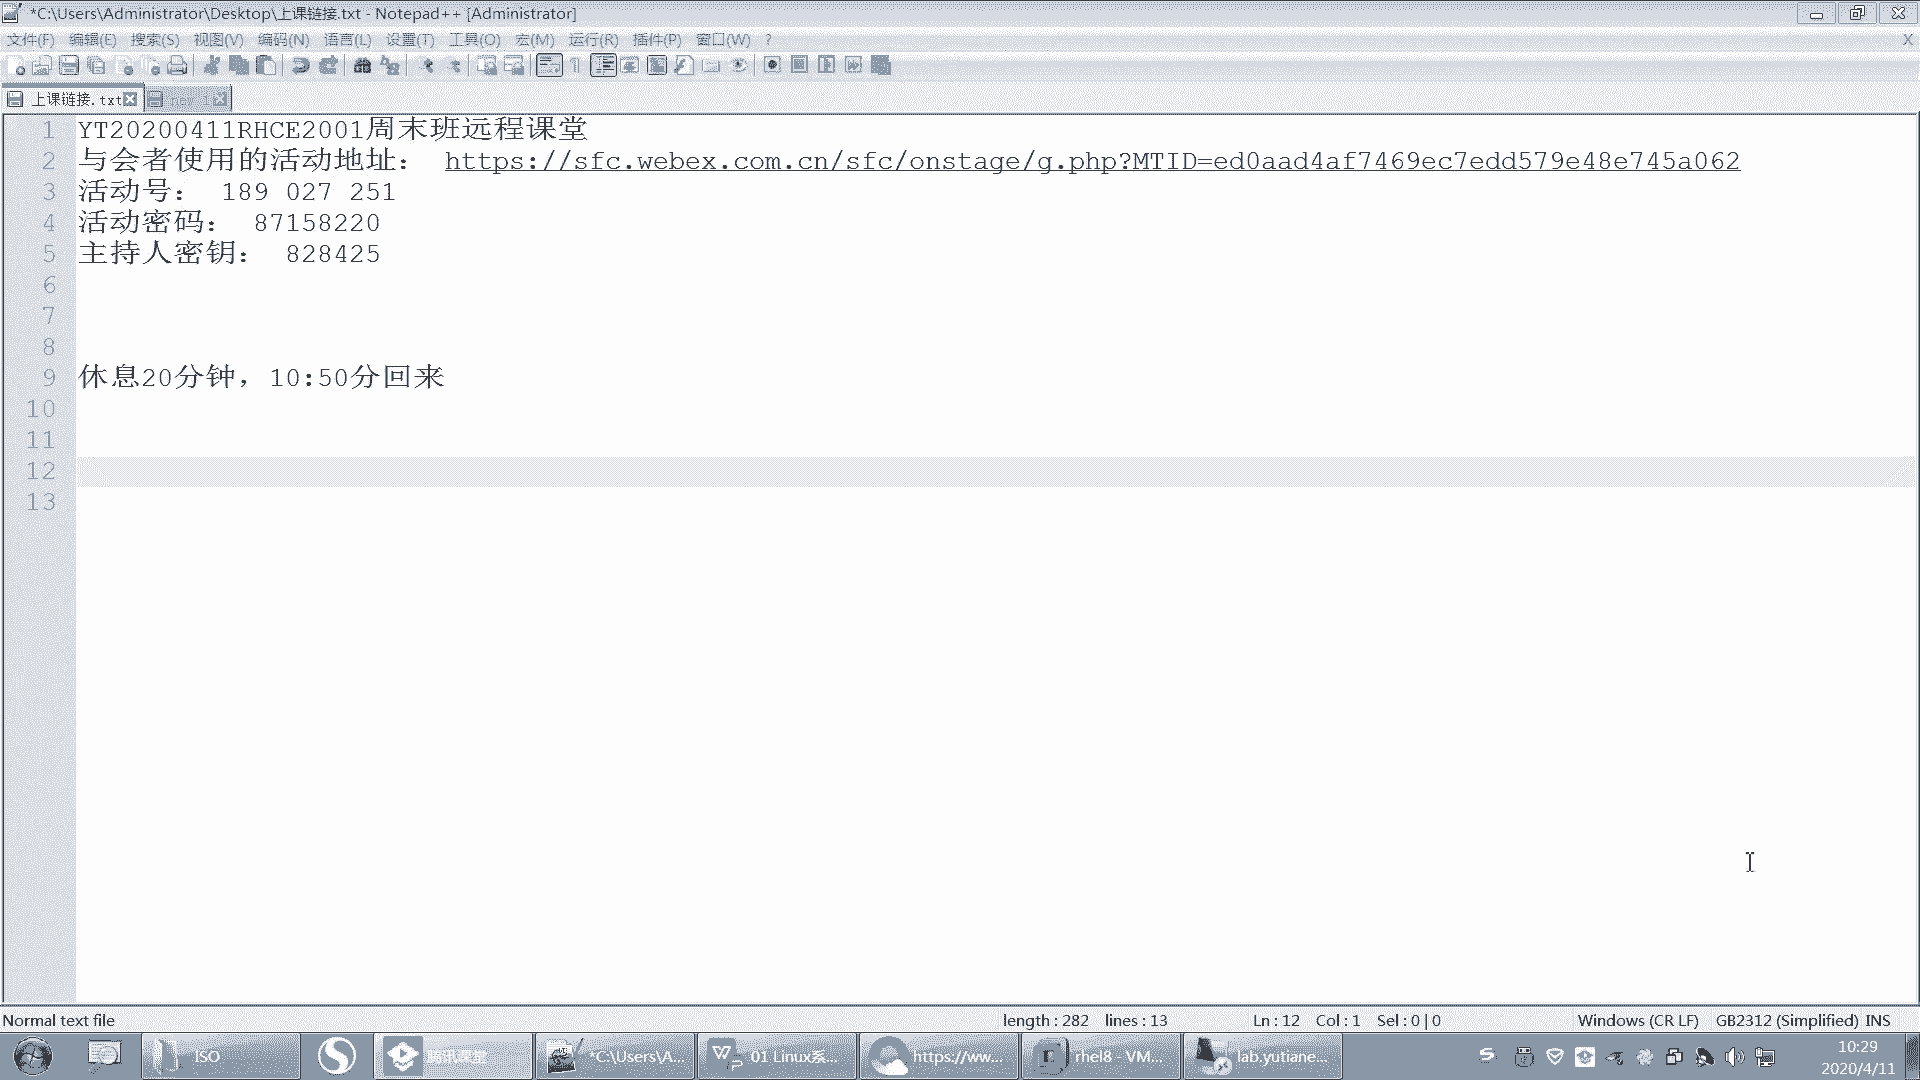 *C:\Users\Administrator\Desktop\上课链接.txt - Notepad++ [Administrator]
文件(F) 编辑(E) 搜索(S) 视图(V) 编码(N) 语言(L) 设置(T) 工具(O) 宏(M) 运行(R) 插件(P) 窗口(W) ? X
上课链接.txt new 1
1 YT20200411RHCE2001周末班远程课堂
2 与会者使用的活动地址： https://sfc.webex.com.cn/sfc/onstage/g.php?MTID=ed0aad4af7469ec7edd579e48e745a062
3 活动号： 189 027 251
4 活动密码： 87158220
5 主持人密钥： 828425
6
7
8
9 休息20分钟，10:50分回来
10
11
12
13
Normal text file length : 282 lines : 13 Ln : 12 Col : 1 Sel : 0 | 0 Windows (CR LF) GB2312 (Simplified) INS
ISO 腾讯课堂 *C:\Users\A... 01 Linux系... https://ww... rhel8 - VM... lab.yutiane... 10:29
2020/4/11